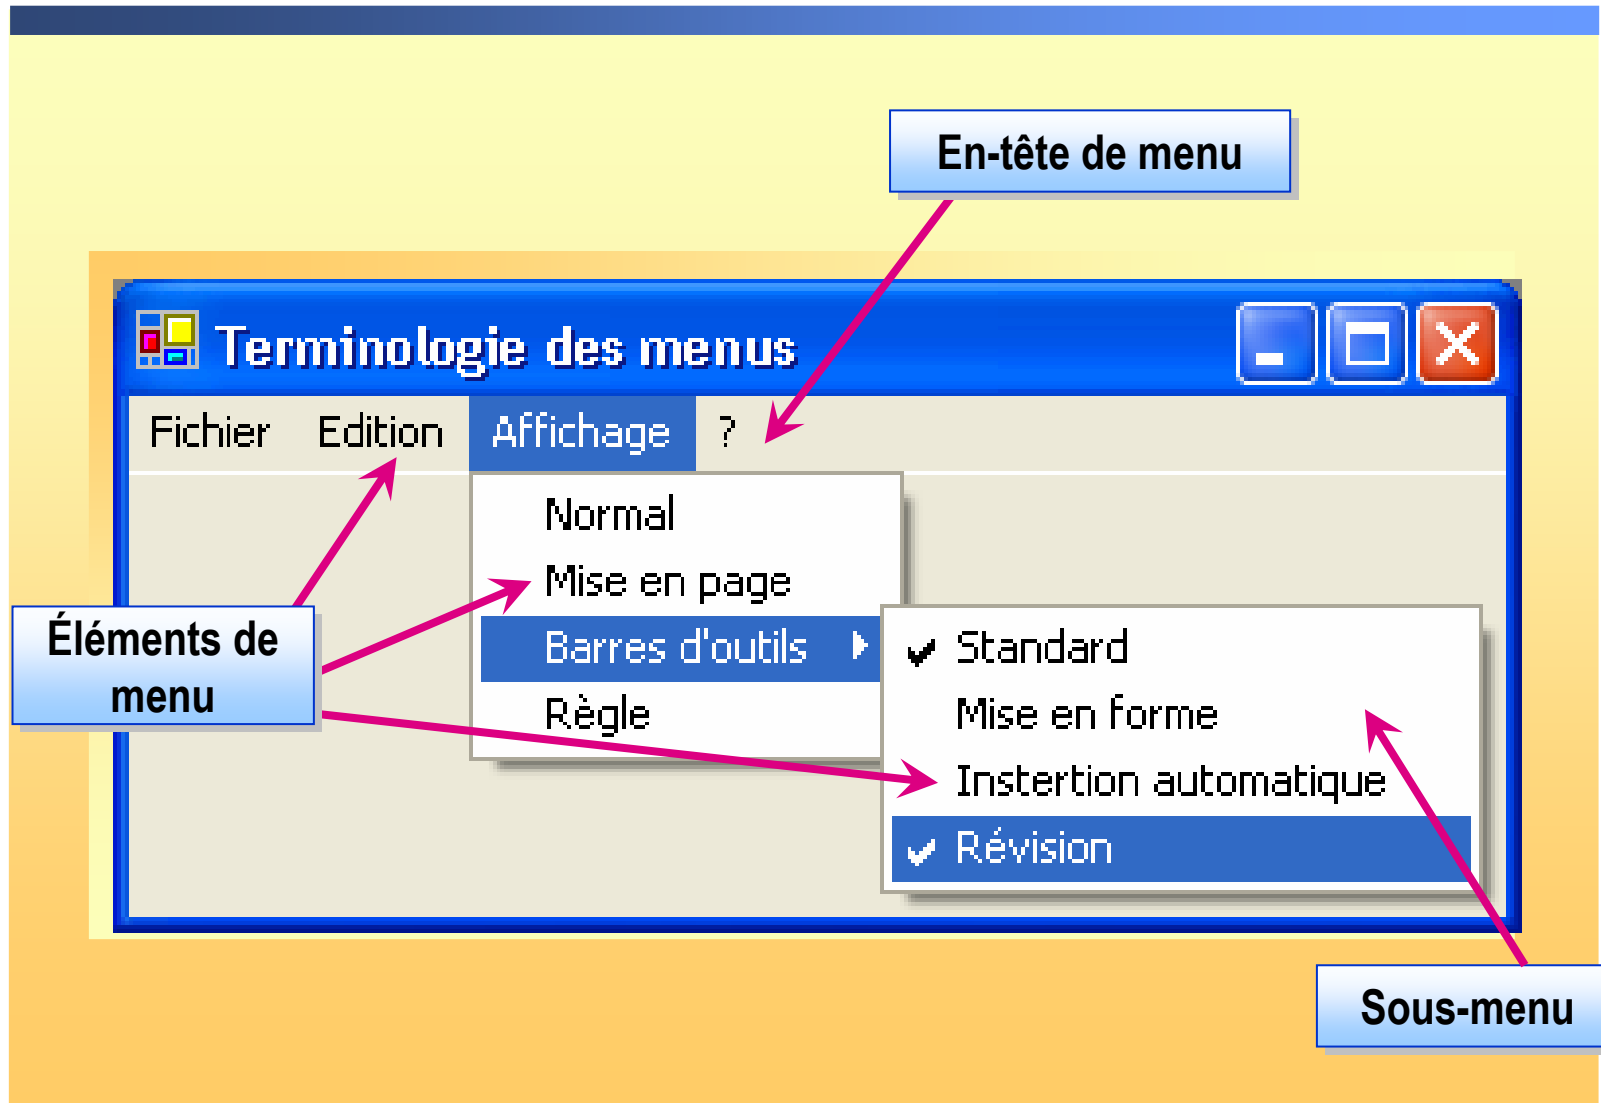 En-tête de menu
Terminologie des menus
Fichier Edition Affichage ?
Normal
Mise en page
Barres d'outils
Règle
Standard
Mise en forme
Instertion automatique
Révision
Éléments de
menu
Sous-menu